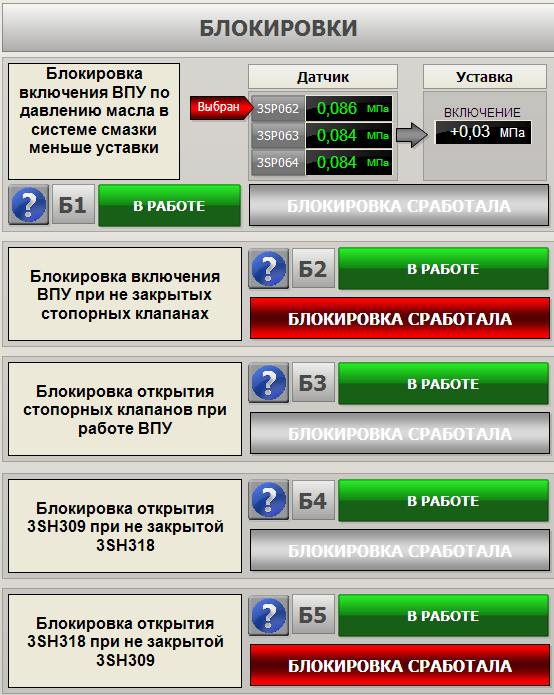 БЛОКИРОВКИ
Блокировка
включения ВПУ по
давлению масла в
системе смазки
меньше уставки
Выбран
Датчик
3SP062 0,086 МПа
3SP063 0,084 МПа
3SP064 0,084 МПа
Уставка
ВКЛЮЧЕНИЕ
+0,03 МПа
? Б1 В РАБОТЕ
БЛОКИРОВКА СРАБОТАЛА
Блокировка включения
ВПУ при не закрытых
стопорных клапанах
? Б2 В РАБОТЕ
БЛОКИРОВКА СРАБОТАЛА
Блокировка открытия
стопорных клапанов при
работе ВПУ
? Б3 В РАБОТЕ
БЛОКИРОВКА СРАБОТАЛА
Блокировка открытия
3SH309 при не закрытой
3SH318
? Б4 В РАБОТЕ
БЛОКИРОВКА СРАБОТАЛА
Блокировка открытия
3SH318 при не закрытой
3SH309
? Б5 В РАБОТЕ
БЛОКИРОВКА СРАБОТАЛА